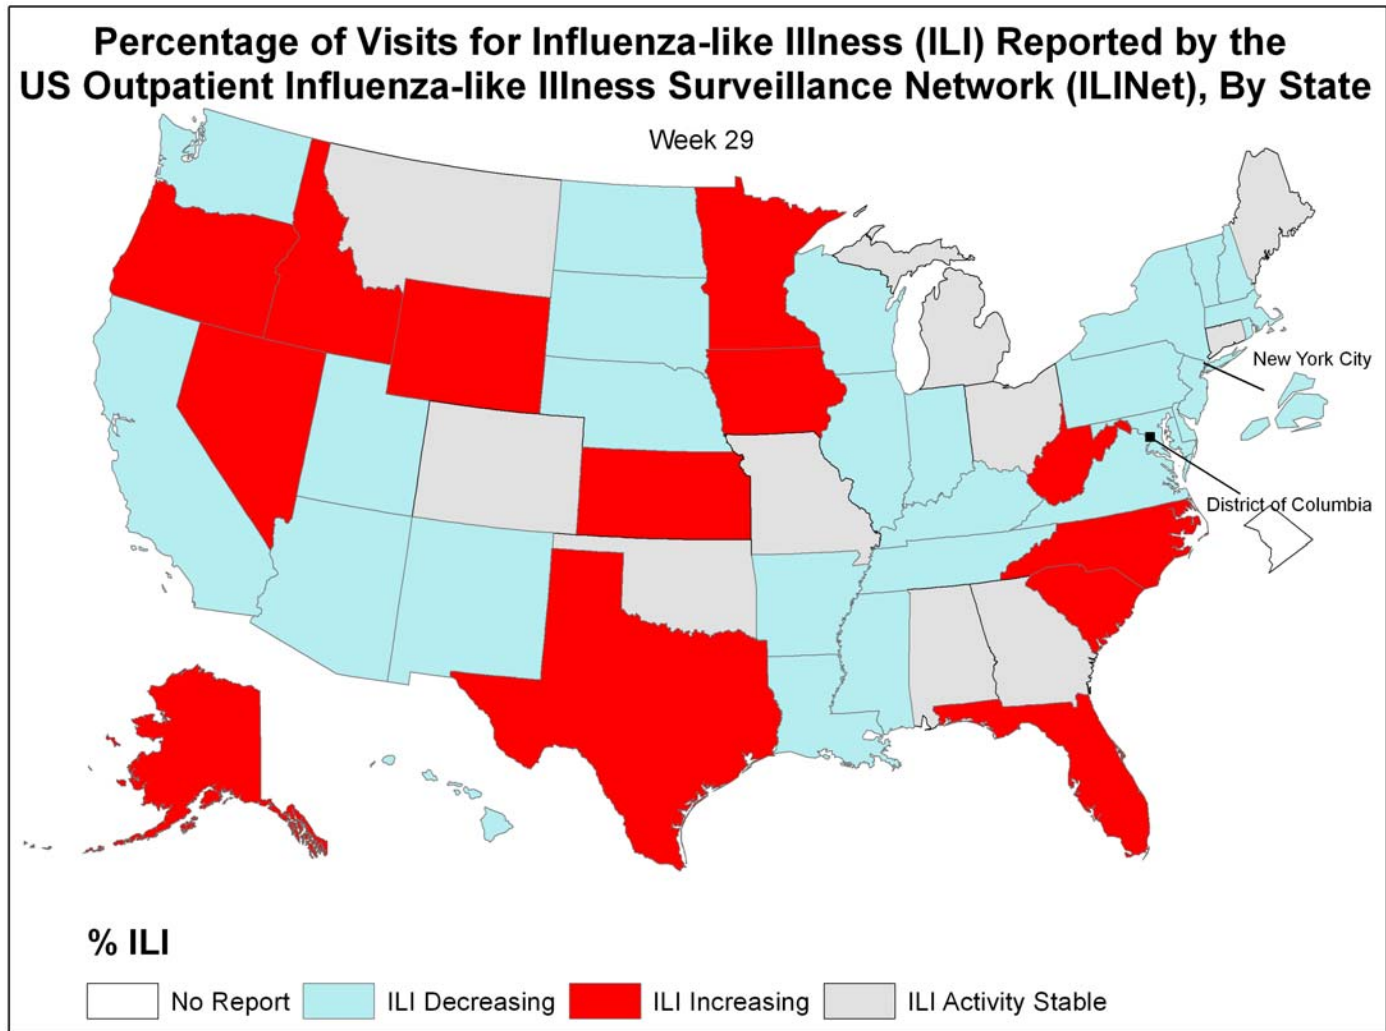 Percentage of Visits for Influenza-like Illness (ILI) Reported by the
US Outpatient Influenza-like Illness Surveillance Network (ILINet), By State
Week 29
New York City
District of Columbia
% ILI
No Report
ILI Decreasing
ILI Increasing
ILI Activity Stable